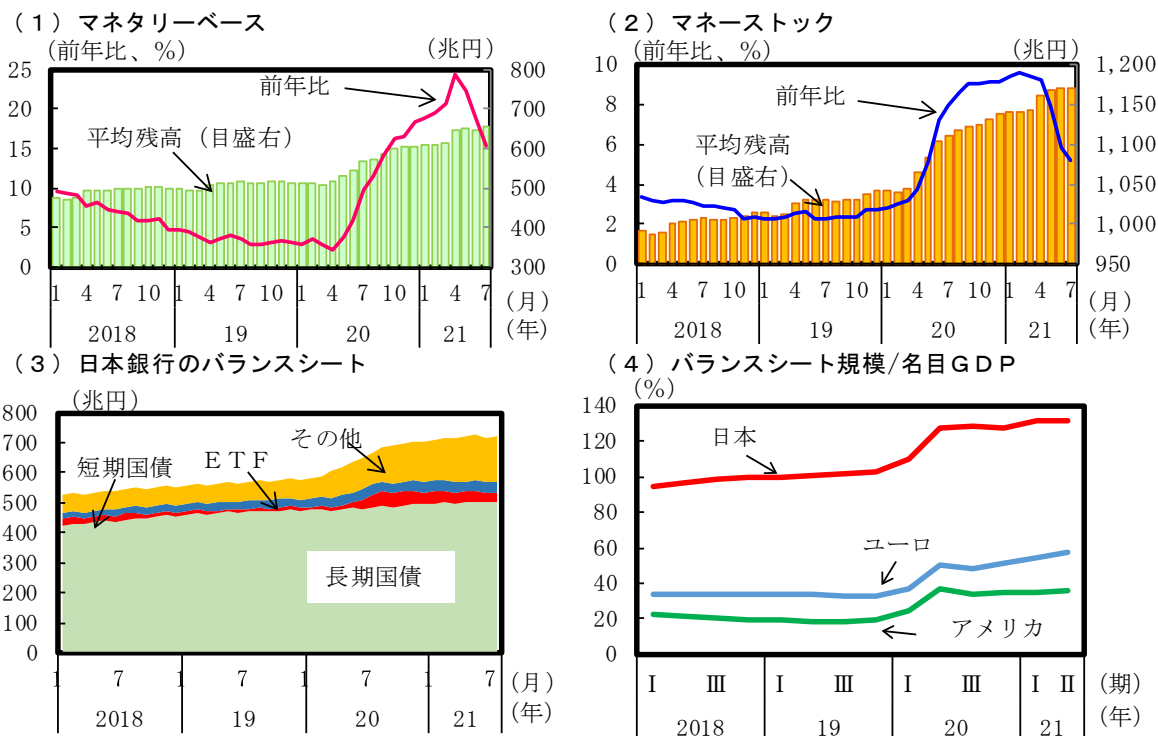 （１）マネタリーベース
(前年比、%)
(兆円)
25
20
15
10
5
0
800
700
600
500
400
300
前年比
平均残高（目盛右）
1 4 7 10 1 4 7 10 1 4 7 10 1 4 7
(月)
2018 19 20 21
(年)
（２）マネーストック
(前年比、%)
(兆円)
10
8
6
4
2
0
1,200
1,150
1,100
1,050
1,000
950
前年比
平均残高
(目盛右)
1 4 7 10 1 4 7 10 1 4 7 10 1 4 7
(月)
2018 19 20 21
(年)
（３）日本銀行のバランスシート
(兆円)
800
700
600
500
400
300
200
100
0
短期国債
ＥＴＦ
その他
長期国債
1 7 1 7 1 7 1 7
(月)
2018 19 20 21
(年)
（４）バランスシート規模/名目ＧＤＰ
(%)
140
120
100
80
60
40
20
0
日本
ユーロ
アメリカ
Ⅰ Ⅲ Ⅰ Ⅲ Ⅰ Ⅲ Ⅰ Ⅱ
(期)
2018 19 20 21
(年)